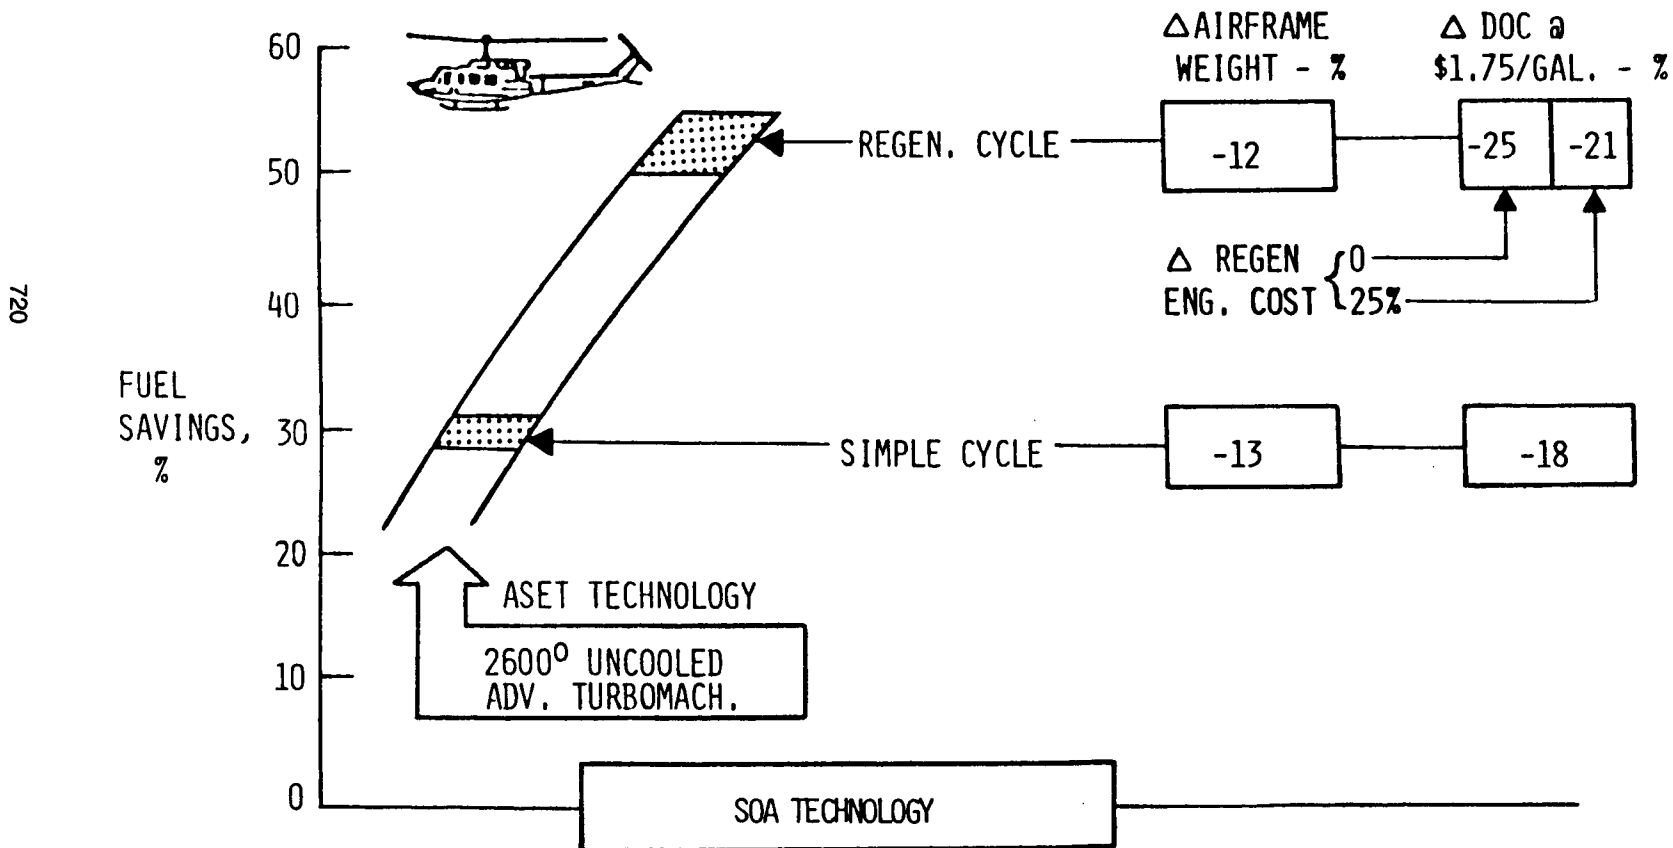 △AIRFRAME
WEIGHT - %
△ DOC @
$1.75/GAL. - %
60
50
40
30
20
10
0
FUEL
SAVINGS,
%
REGEN. CYCLE
-12
-25
-21
△ REGEN
ENG. COST
0
25%
SIMPLE CYCLE
-13
-18
ASET TECHNOLOGY
2600° UNCOOLED
ADV. TURBOMACH.
SOA TECHNOLOGY
720